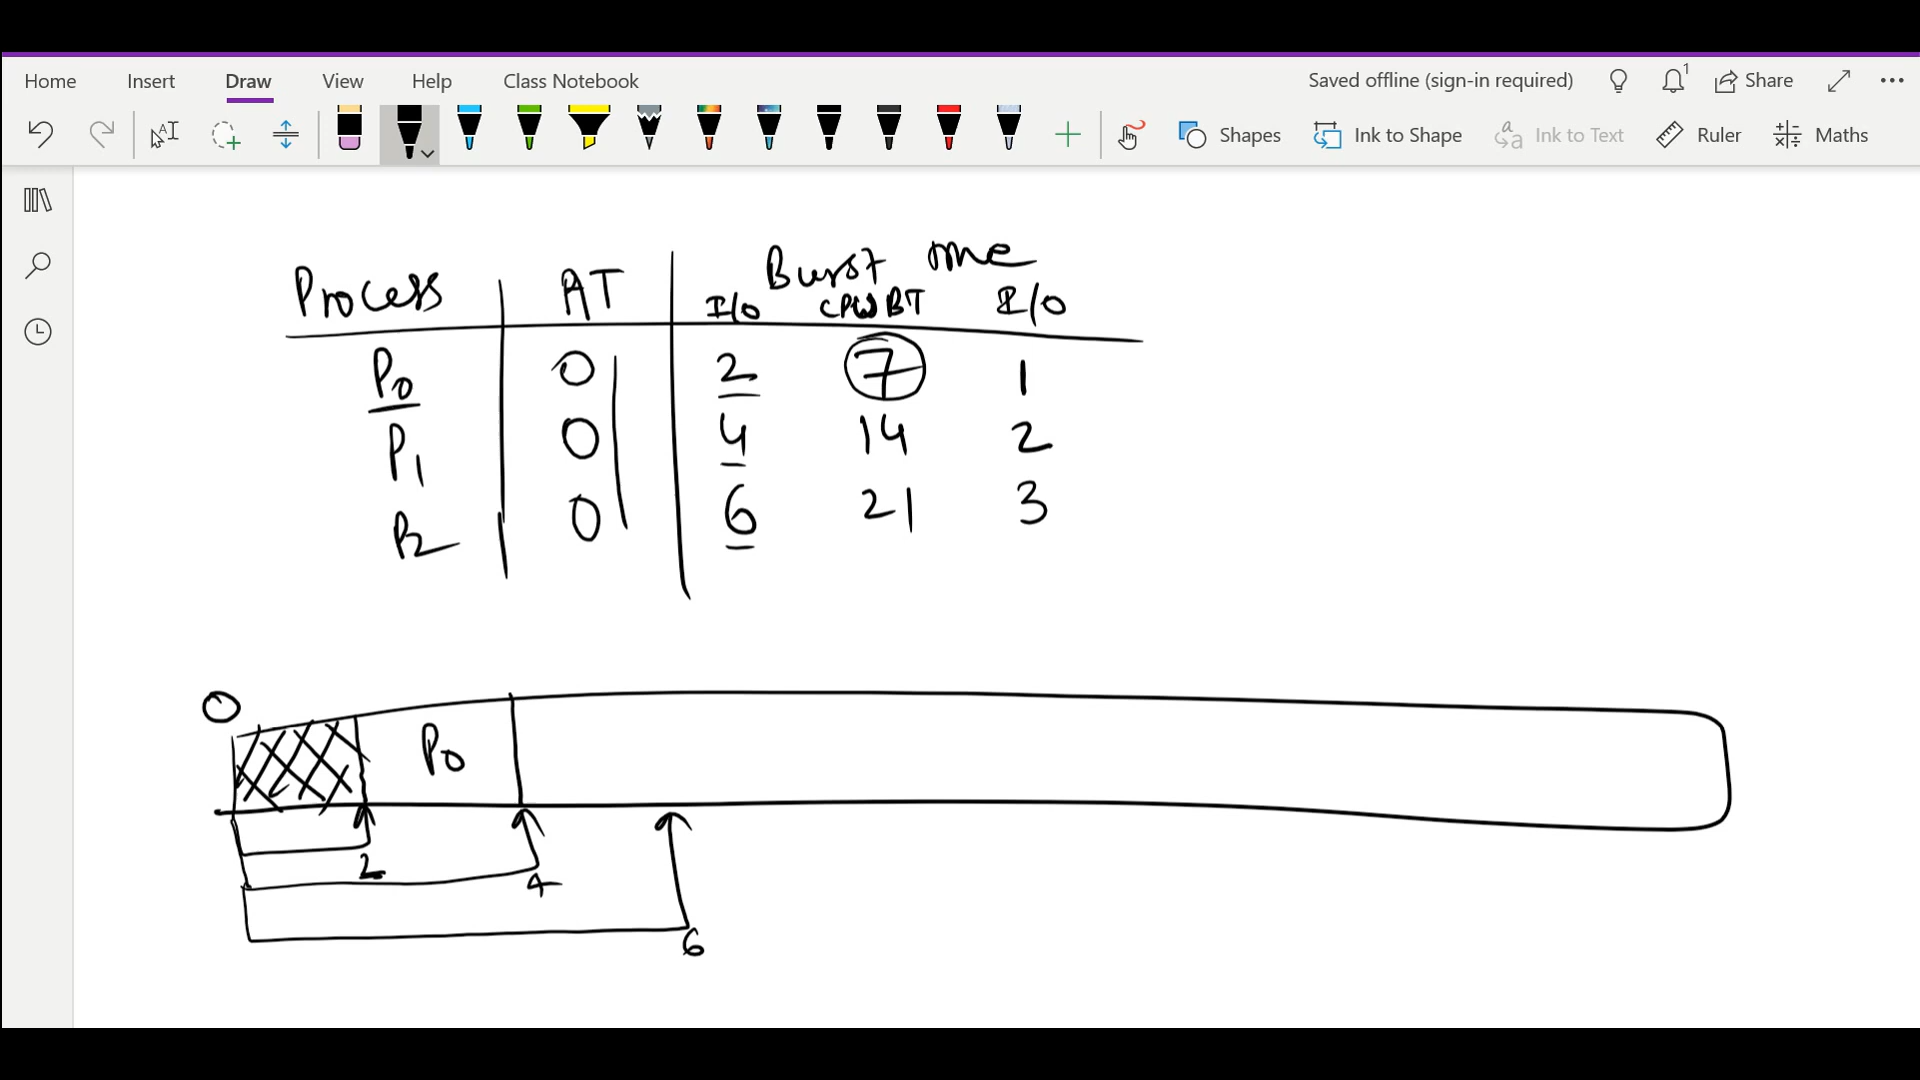 Home Insert Draw View Help Class Notebook Saved offline (sign-in required) 1 Share
Shapes Ink to Shape Ink to Text Ruler Maths
Burst Time
Process AT I/O CPU BT I/O
P0 0 2 7 1
P1 0 4 14 2
P2 0 6 21 3
0
P0
2
4
6